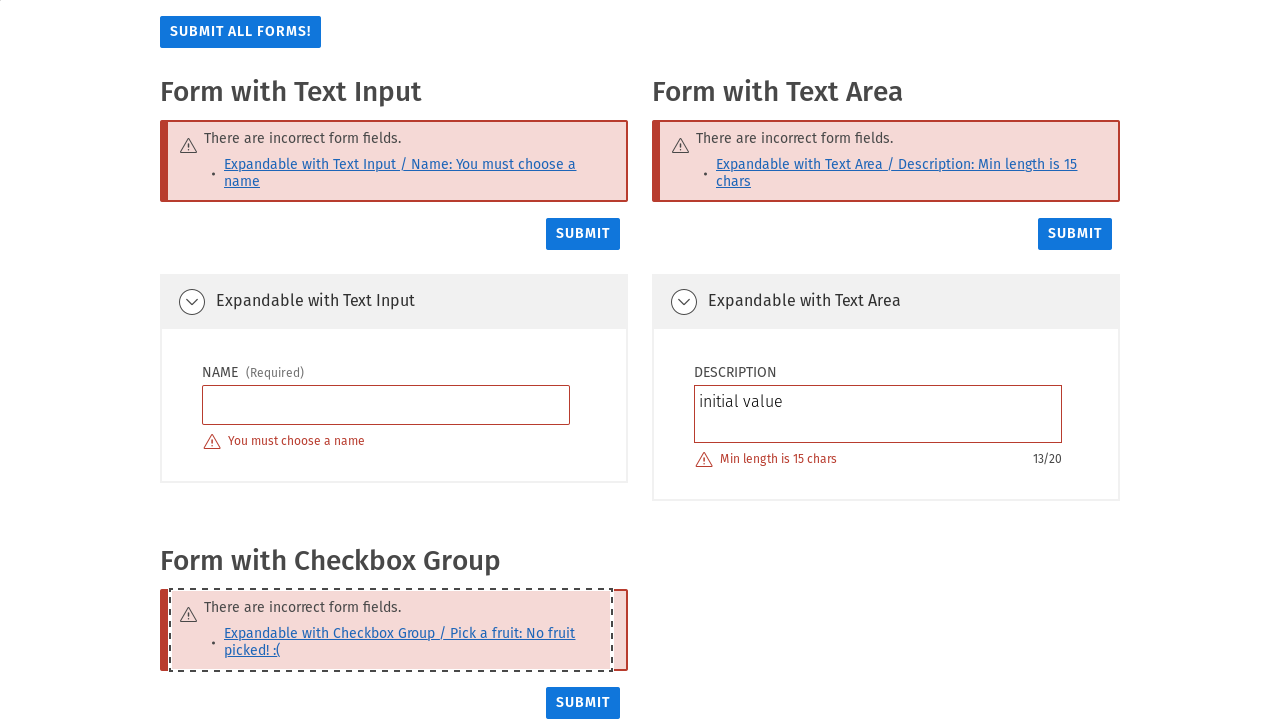 SUBMIT ALL FORMS!
Form with Text Input
There are incorrect form fields.
Expandable with Text Input / Name: You must choose a
name
SUBMIT
Expandable with Text Input
NAME (Required)
You must choose a name
Form with Text Area
There are incorrect form fields.
Expandable with Text Area / Description: Min length is 15
chars
SUBMIT
Expandable with Text Area
DESCRIPTION
initial value
Min length is 15 chars 13/20
Form with Checkbox Group
There are incorrect form fields.
Expandable with Checkbox Group / Pick a fruit: No fruit
picked! :(
SUBMIT